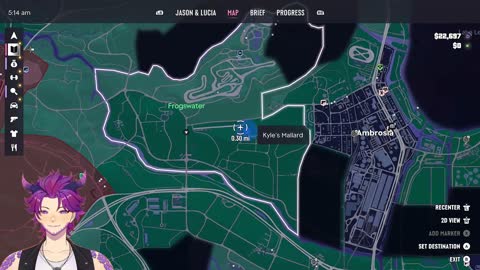 5:14 am
JASON & LUCIA MAP BRIEF PROGRESS
$22,697
$0
Frogswater
0.30 mi
Kyle's Mallard
Ambrosia
RECENTER
2D VIEW
ADD MARKER
SET DESTINATION
EXIT